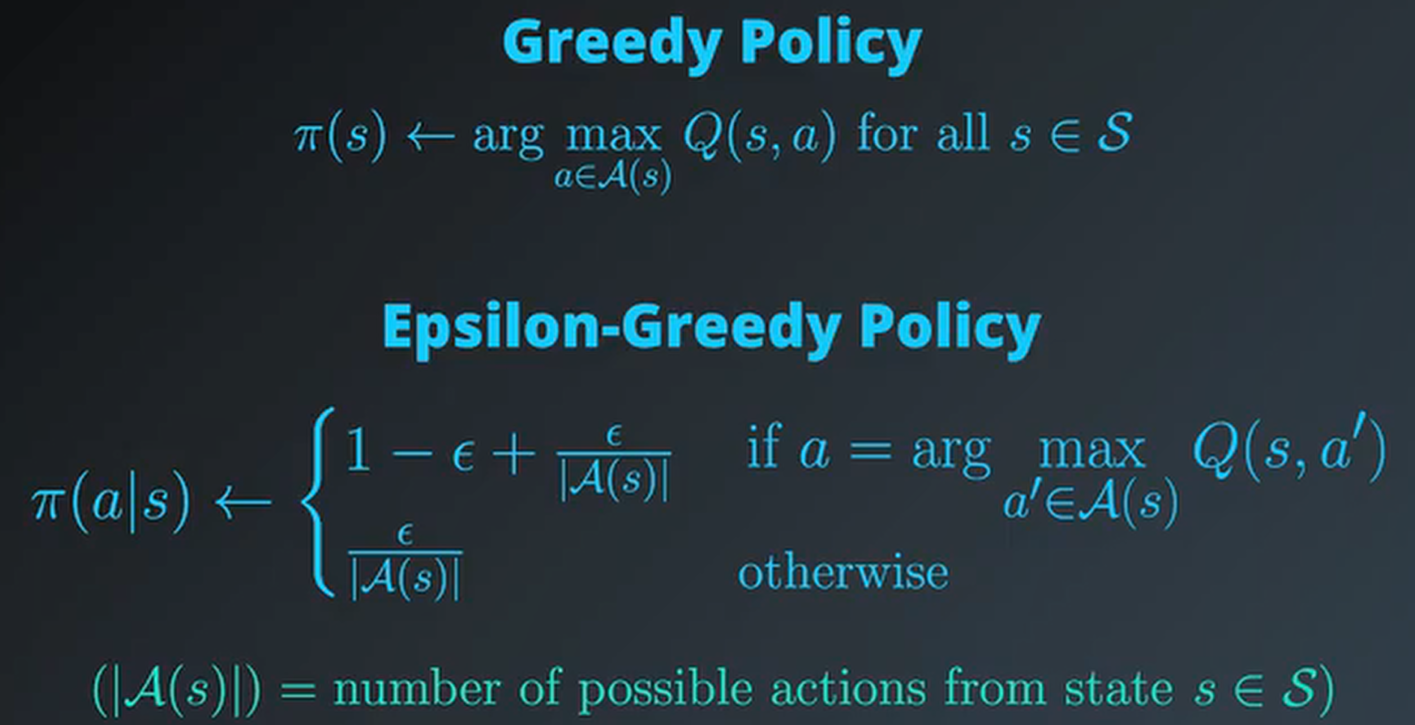 Greedy Policy
π(s) ← arg max_{a∈𝒜(s)} Q(s, a) for all s ∈ 𝒮
Epsilon-Greedy Policy
π(a|s) ← { 1 − ϵ + ϵ/|𝒜(s)| if a = arg max_{a′∈𝒜(s)} Q(s, a′)
ϵ/|𝒜(s)| otherwise
(|𝒜(s)|) = number of possible actions from state s ∈ 𝒮)